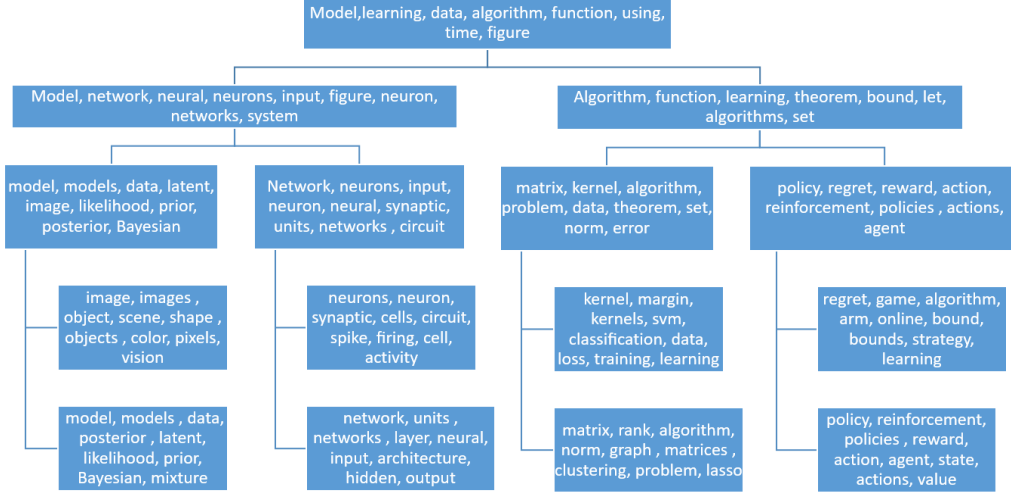 Model,learning, data, algorithm, function, using,
time, figure
Model, network, neural, neurons, input, figure, neuron,
networks, system
Algorithm, function, learning, theorem, bound, let,
algorithms, set
model, models, data, latent,
image, likelihood, prior,
posterior, Bayesian
Network, neurons, input,
neuron, neural, synaptic,
units, networks , circuit
matrix, kernel, algorithm,
problem, data, theorem, set,
norm, error
policy, regret, reward, action,
reinforcement, policies , actions,
agent
image, images ,
object, scene, shape ,
objects , color, pixels,
vision
neurons, neuron,
synaptic, cells, circuit,
spike, firing, cell,
activity
kernel, margin,
kernels, svm,
classification, data,
loss, training, learning
regret, game, algorithm,
arm, online, bound,
bounds, strategy,
learning
model, models , data,
posterior , latent,
likelihood, prior,
Bayesian, mixture
network, units ,
networks , layer, neural,
input, architecture,
hidden, output
matrix, rank, algorithm,
norm, graph , matrices ,
clustering, problem, lasso
policy, reinforcement,
policies , reward,
action, agent, state,
actions, value